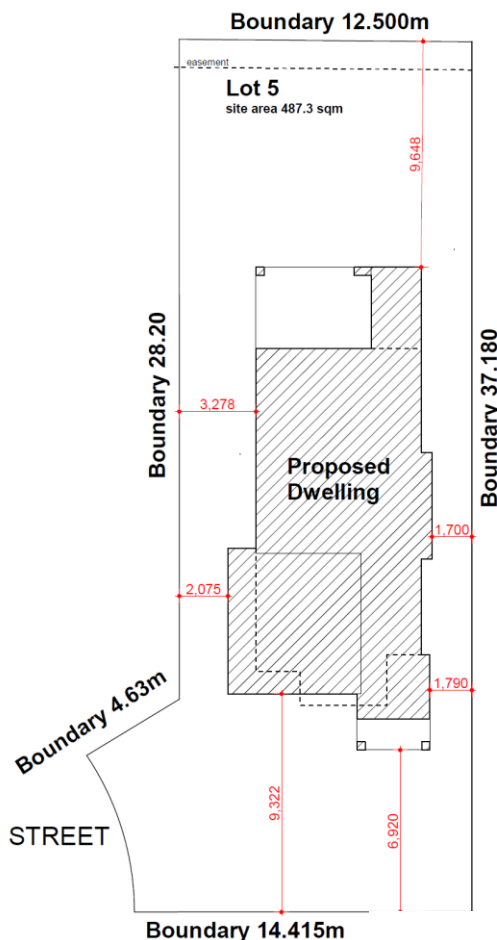 Boundary 12.500m
easement
Lot 5
site area 487.3 sqm
9,648
Boundary 28.20
Boundary 37.180
3,278
Proposed
Dwelling
1,700
2,075
1,790
Boundary 4.63m
9,322
6,920
STREET
Boundary 14.415m